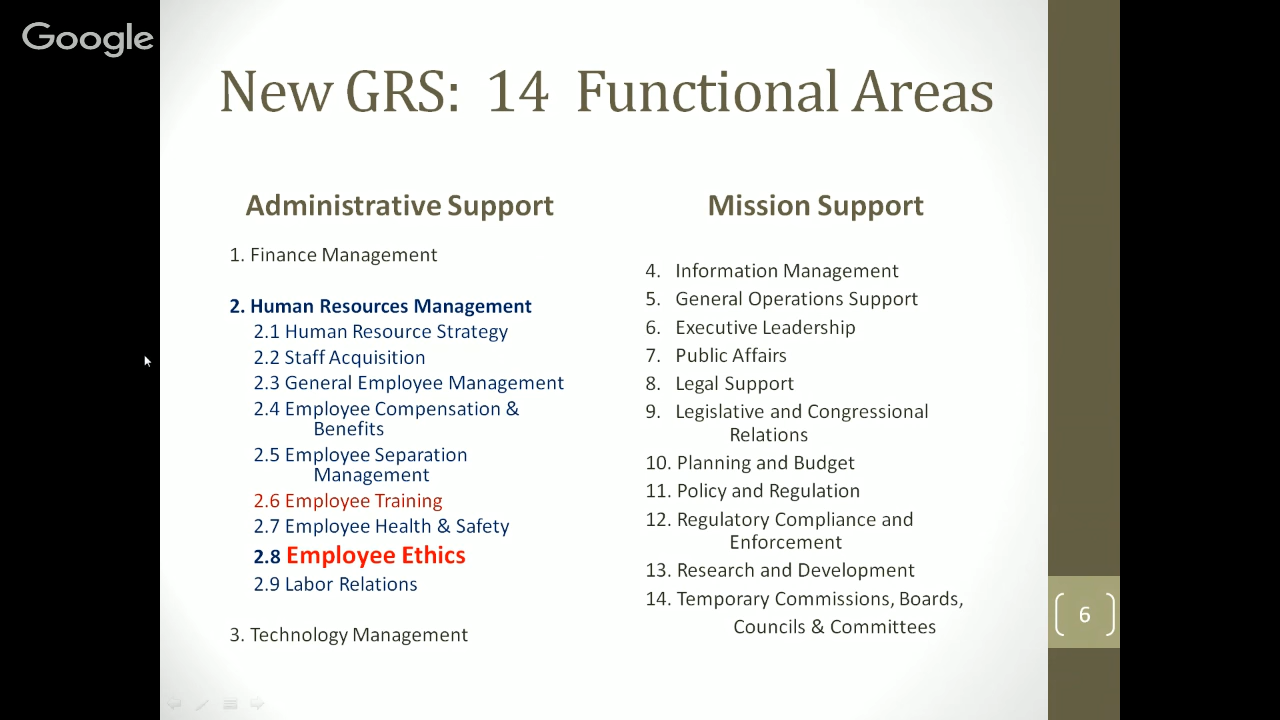 Google
New GRS: 14 Functional Areas
Administrative Support
1. Finance Management
2. Human Resources Management
2.1 Human Resource Strategy
2.2 Staff Acquisition
2.3 General Employee Management
2.4 Employee Compensation &
Benefits
2.5 Employee Separation
Management
2.6 Employee Training
2.7 Employee Health & Safety
2.8 Employee Ethics
2.9 Labor Relations
3. Technology Management
Mission Support
4. Information Management
5. General Operations Support
6. Executive Leadership
7. Public Affairs
8. Legal Support
9. Legislative and Congressional
Relations
10. Planning and Budget
11. Policy and Regulation
12. Regulatory Compliance and
Enforcement
13. Research and Development
14. Temporary Commissions, Boards,
Councils & Committees
6